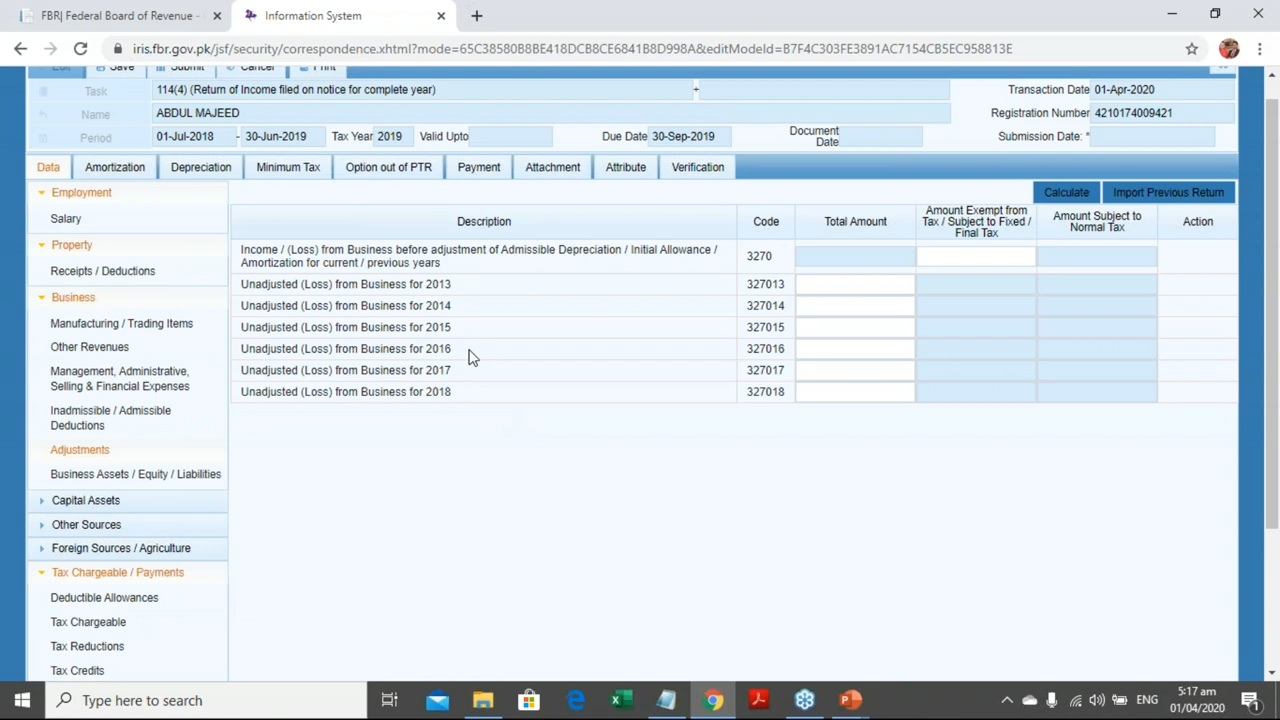 FBR| Federal Board of Revenue -
Information System
iris.fbr.gov.pk/jsf/security/correspondence.xhtml?mode=65C38580B8BE418DCB8CE6841B8D998A&editModeId=B7F4C303FE3891AC7154CB5EC958813E
Edit Save Submit Cancel Print
Task 114(4) (Return of Income filed on notice for complete year) + Transaction Date 01-Apr-2020
Name ABDUL MAJEED Registration Number 4210174009421
Period 01-Jul-2018 - 30-Jun-2019 Tax Year 2019 Valid Upto Due Date 30-Sep-2019 Document Date Submission Date: *
Data Amortization Depreciation Minimum Tax Option out of PTR Payment Attachment Attribute Verification
Employment
Salary
Property
Receipts / Deductions
Business
Manufacturing / Trading Items
Other Revenues
Management, Administrative,
Selling & Financial Expenses
Inadmissible / Admissible
Deductions
Adjustments
Business Assets / Equity / Liabilities
Capital Assets
Other Sources
Foreign Sources / Agriculture
Tax Chargeable / Payments
Deductible Allowances
Tax Chargeable
Tax Reductions
Tax Credits
Calculate Import Previous Return
Description Code Total Amount Amount Exempt from Tax / Subject to Fixed / Final Tax Amount Subject to Normal Tax Action
Income / (Loss) from Business before adjustment of Admissible Depreciation / Initial Allowance /
Amortization for current / previous years 3270
Unadjusted (Loss) from Business for 2013 327013
Unadjusted (Loss) from Business for 2014 327014
Unadjusted (Loss) from Business for 2015 327015
Unadjusted (Loss) from Business for 2016 327016
Unadjusted (Loss) from Business for 2017 327017
Unadjusted (Loss) from Business for 2018 327018
Type here to search
ENG
5:17 am
01/04/2020
1